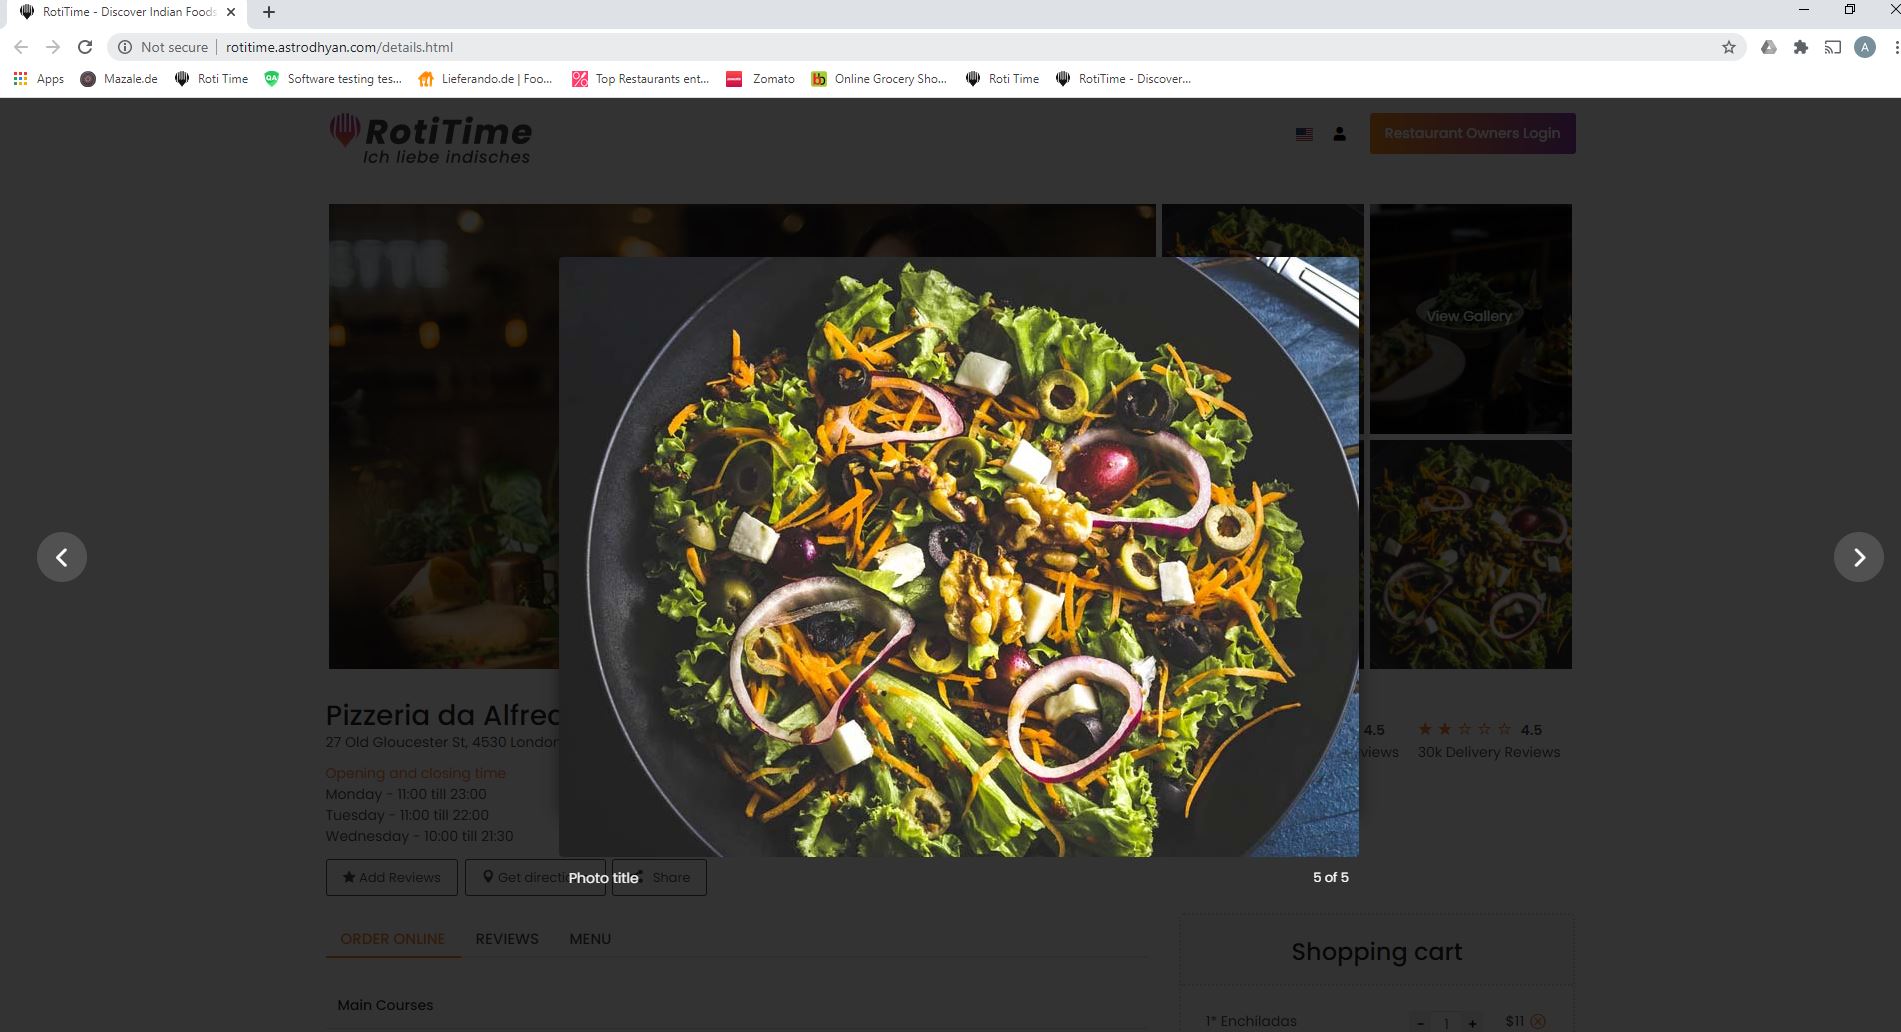 RotiTime - Discover Indian Foods
Not secure | rotitime.astrodhyan.com/details.html
A
Apps Mazale.de Roti Time Software testing tes... Lieferando.de | Foo... Top Restaurants ent... Zomato Online Grocery Sho... Roti Time RotiTime - Discover...
RotiTime
Ich liebe indisches
Restaurant Owners Login
View Gallery
Pizzeria da Alfred
27 Old Gloucester St, 4530 London
4.5 4.5
views 30k Delivery Reviews
Opening and closing time
Monday - 11:00 till 23:00
Tuesday - 11:00 till 22:00
Wednesday - 10:00 till 21:30
Add Reviews Get directi Share
Photo title 5 of 5
ORDER ONLINE REVIEWS MENU
Shopping cart
Main Courses
1* Enchiladas - 1 + $11